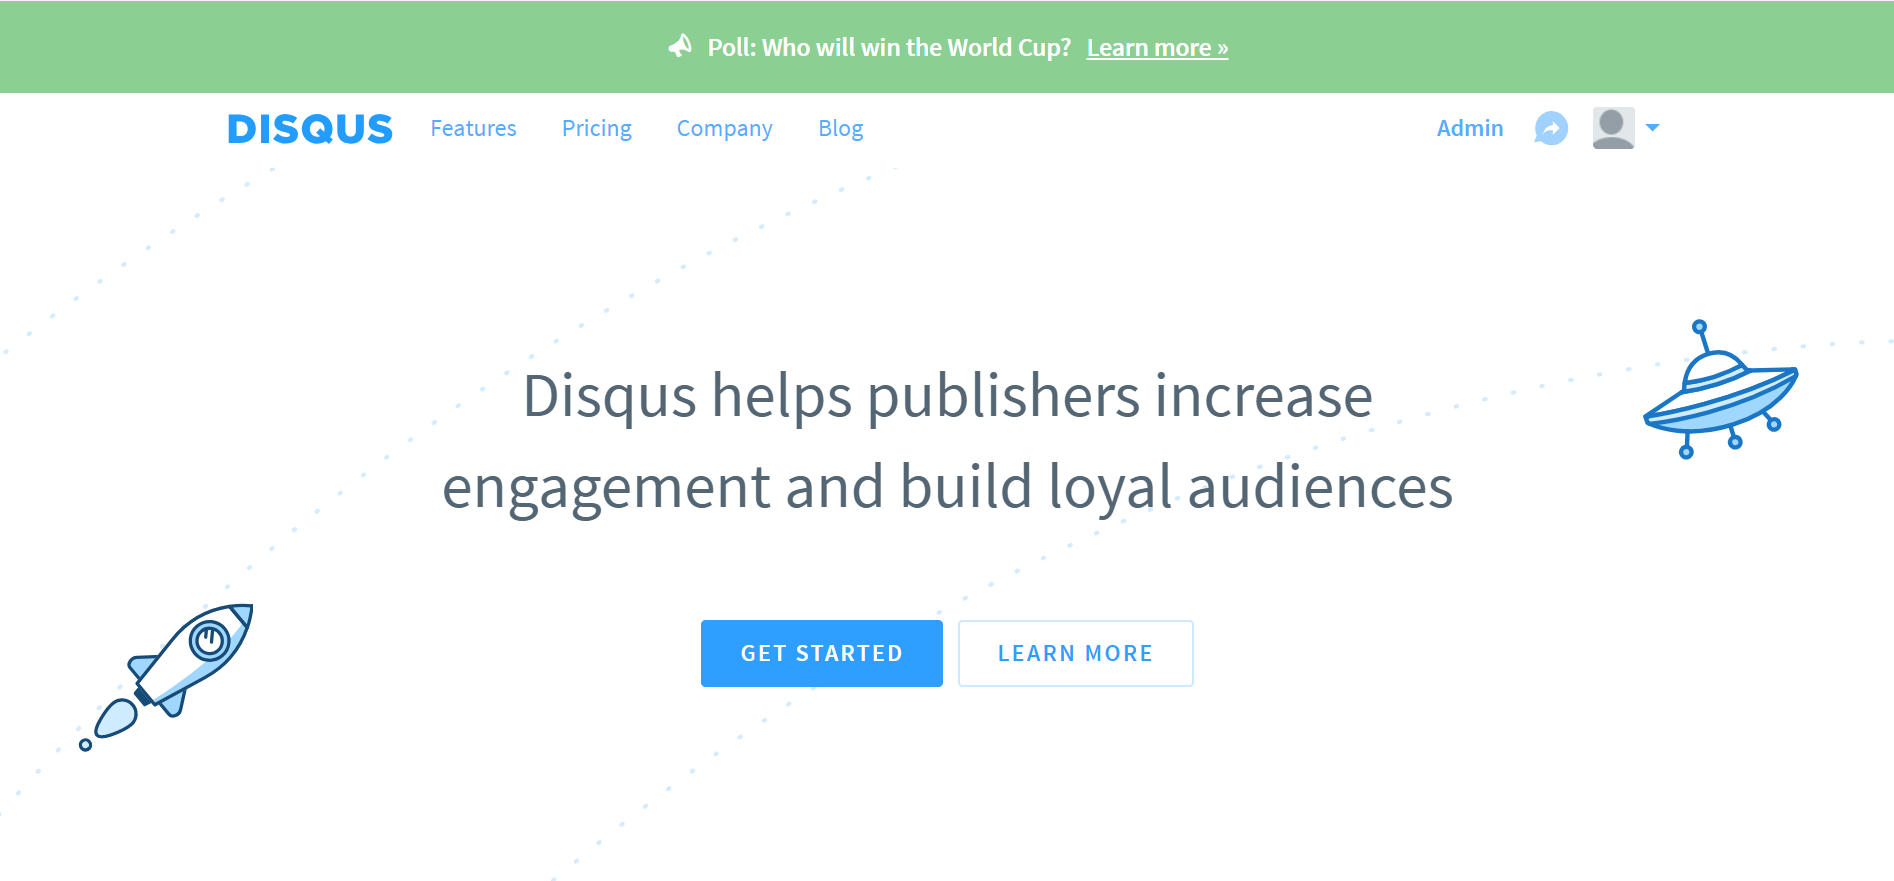 Poll: Who will win the World Cup? Learn more »
DISQUS Features Pricing Company Blog Admin
Disqus helps publishers increase
engagement and build loyal audiences
GET STARTED LEARN MORE